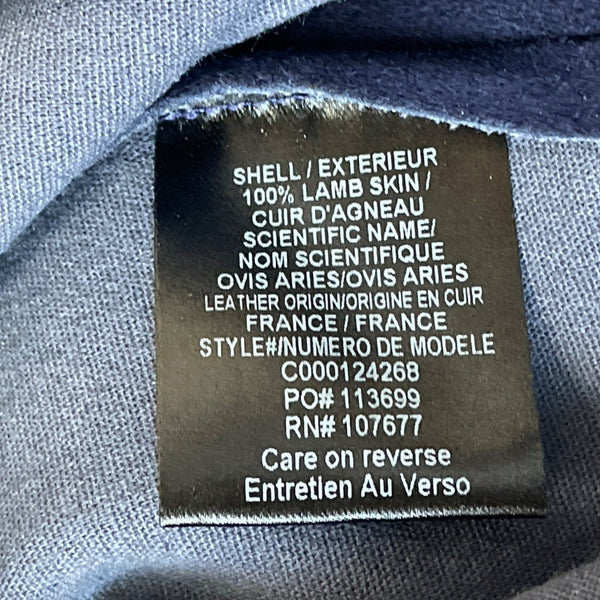 SHELL / EXTERIEUR
100% LAMB SKIN /
CUIR D'AGNEAU
SCIENTIFIC NAME/
NOM SCIENTIFIQUE
OVIS ARIES/OVIS ARIES
LEATHER ORIGIN/ORIGINE EN CUIR
FRANCE / FRANCE
STYLE#/NUMERO DE MODELE
C000124268
PO# 113699
RN# 107677
Care on reverse
Entretien Au Verso